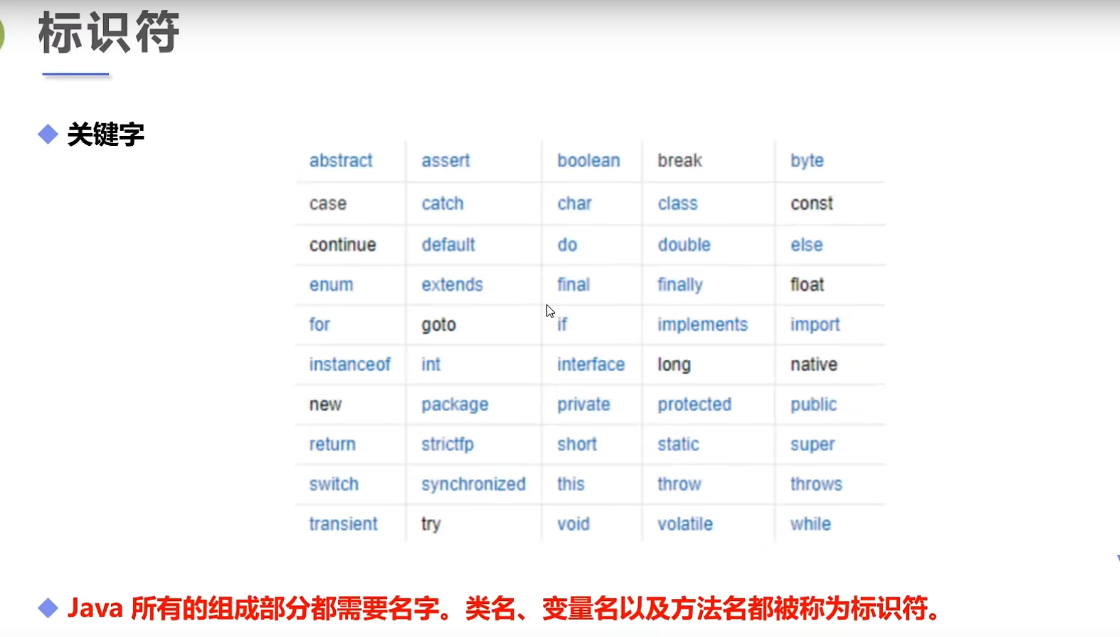 标识符
关键字
abstract assert boolean break byte
case catch char class const
continue default do double else
enum extends final finally float
for goto if implements import
instanceof int interface long native
new package private protected public
return strictfp short static super
switch synchronized this throw throws
transient try void volatile while
Java 所有的组成部分都需要名字。类名、变量名以及方法名都被称为标识符。